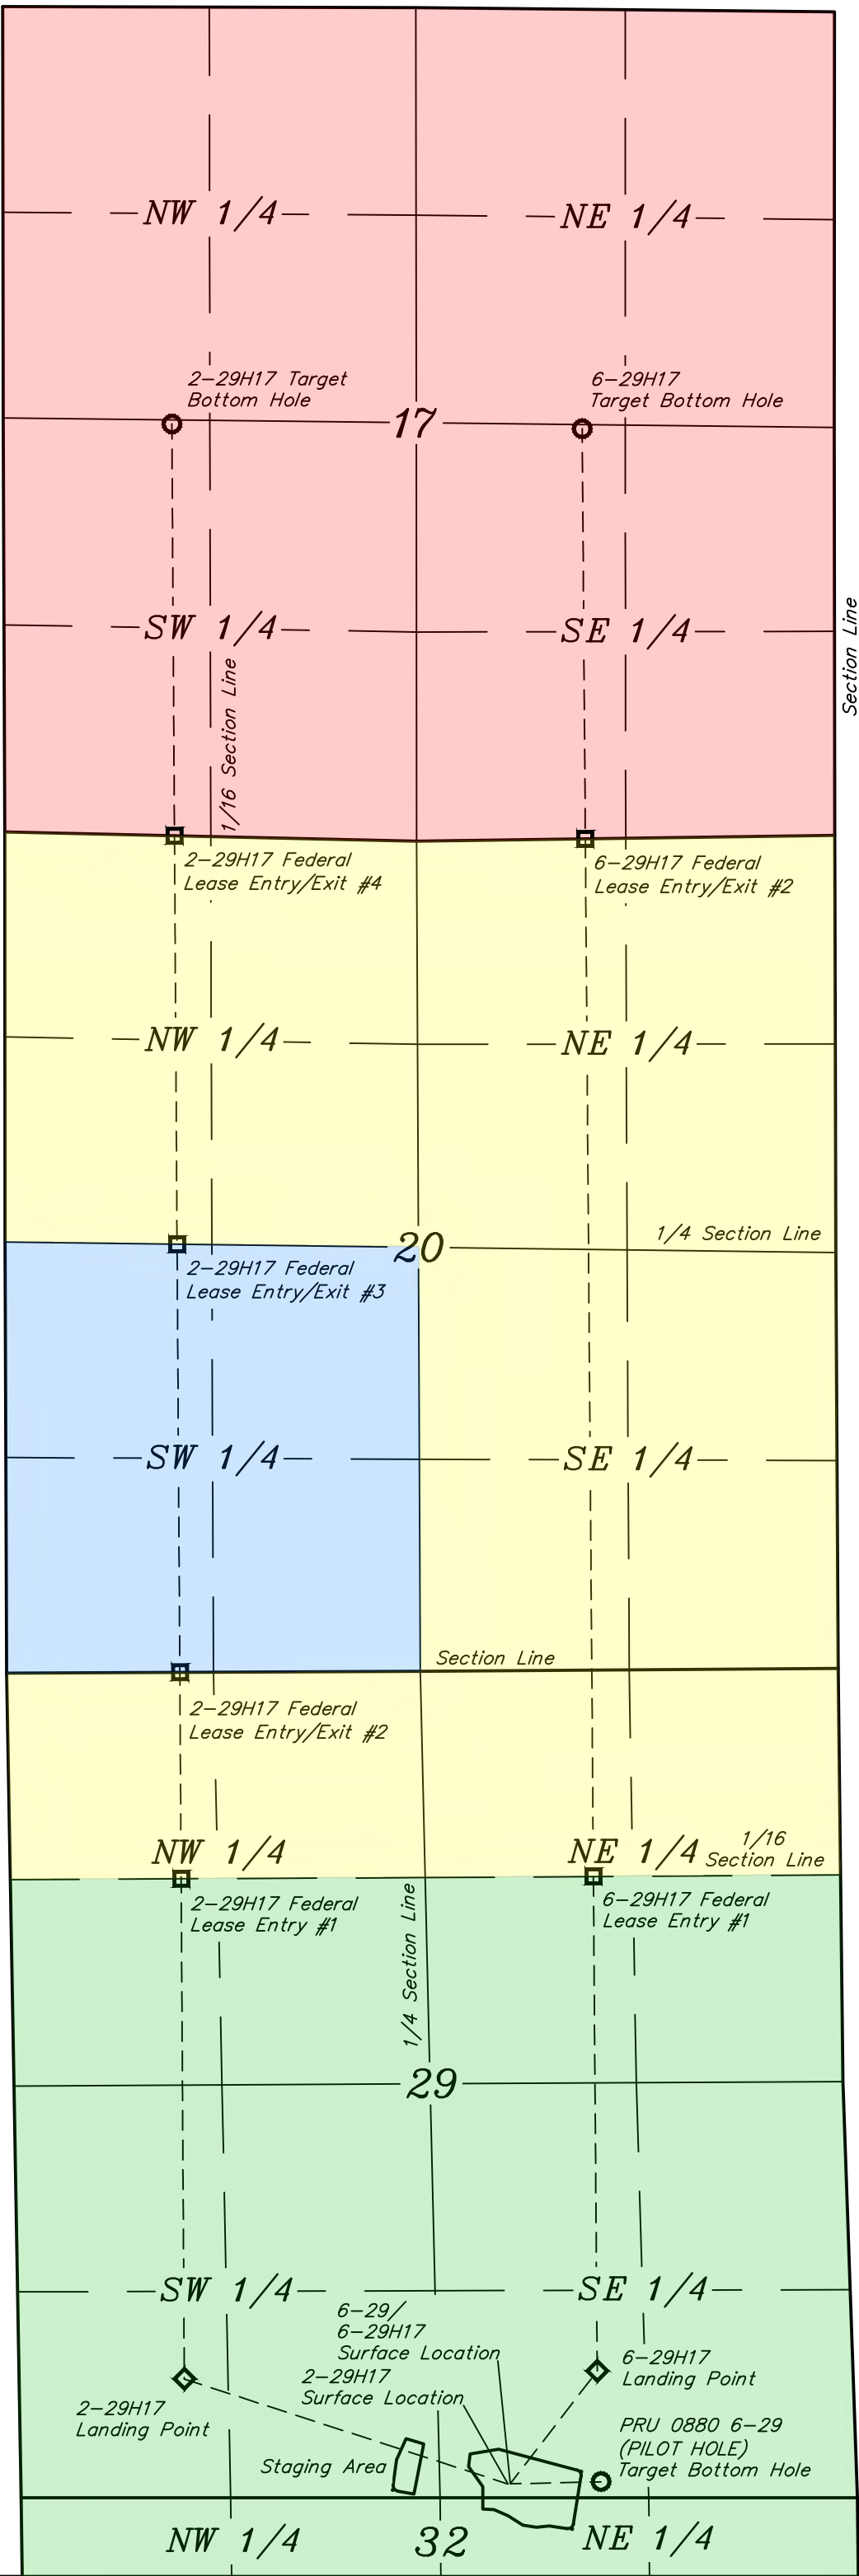 NW 1/4
NE 1/4
2-29H17 Target
Bottom Hole
6-29H17
Target Bottom Hole
17
SW 1/4
SE 1/4
Section Line
1/16 Section Line
2-29H17 Federal
Lease Entry/Exit #4
6-29H17 Federal
Lease Entry/Exit #2
NW 1/4
NE 1/4
1/4 Section Line
20
2-29H17 Federal
Lease Entry/Exit #3
SW 1/4
SE 1/4
Section Line
2-29H17 Federal
Lease Entry/Exit #2
NW 1/4
NE 1/4
1/16
Section Line
2-29H17 Federal
Lease Entry #1
6-29H17 Federal
Lease Entry #1
1/4 Section Line
29
SW 1/4
SE 1/4
6-29/
6-29H17
Surface Location
2-29H17
Surface Location
6-29H17
Landing Point
2-29H17
Landing Point
PRU 0880 6-29
(PILOT HOLE)
Target Bottom Hole
Staging Area
NW 1/4
32
NE 1/4